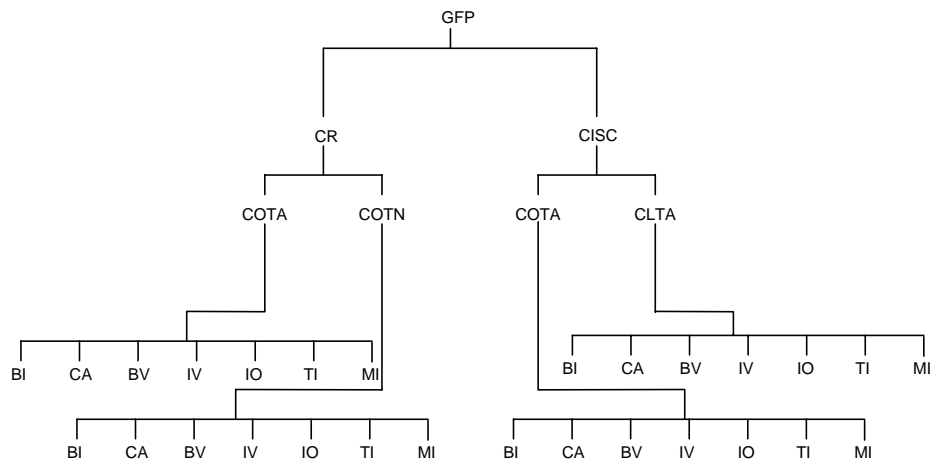 GFP
CR CISC
COTA COTN COTA CLTA
BI CA BV IV IO TI MI
BI CA BV IV IO TI MI
BI CA BV IV IO TI MI
BI CA BV IV IO TI MI